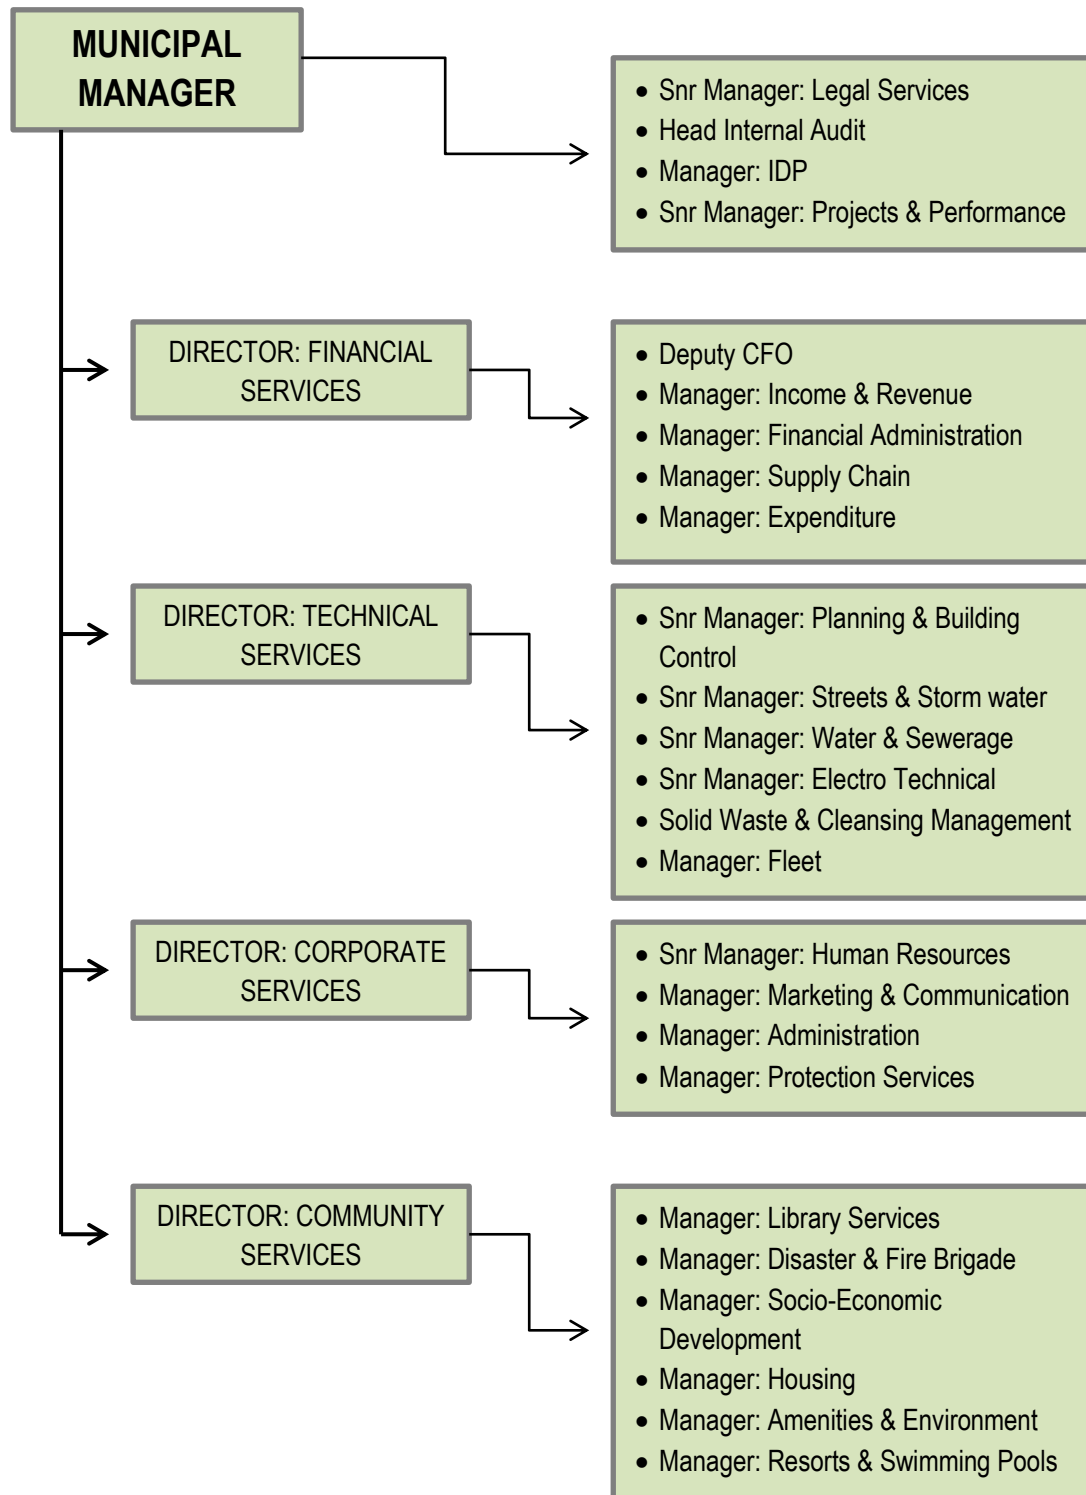 MUNICIPAL
MANAGER
• Snr Manager: Legal Services
• Head Internal Audit
• Manager: IDP
• Snr Manager: Projects & Performance
DIRECTOR: FINANCIAL
SERVICES
• Deputy CFO
• Manager: Income & Revenue
• Manager: Financial Administration
• Manager: Supply Chain
• Manager: Expenditure
DIRECTOR: TECHNICAL
SERVICES
• Snr Manager: Planning & Building
Control
• Snr Manager: Streets & Storm water
• Snr Manager: Water & Sewerage
• Snr Manager: Electro Technical
• Solid Waste & Cleansing Management
• Manager: Fleet
DIRECTOR: CORPORATE
SERVICES
• Snr Manager: Human Resources
• Manager: Marketing & Communication
• Manager: Administration
• Manager: Protection Services
DIRECTOR: COMMUNITY
SERVICES
• Manager: Library Services
• Manager: Disaster & Fire Brigade
• Manager: Socio-Economic
Development
• Manager: Housing
• Manager: Amenities & Environment
• Manager: Resorts & Swimming Pools